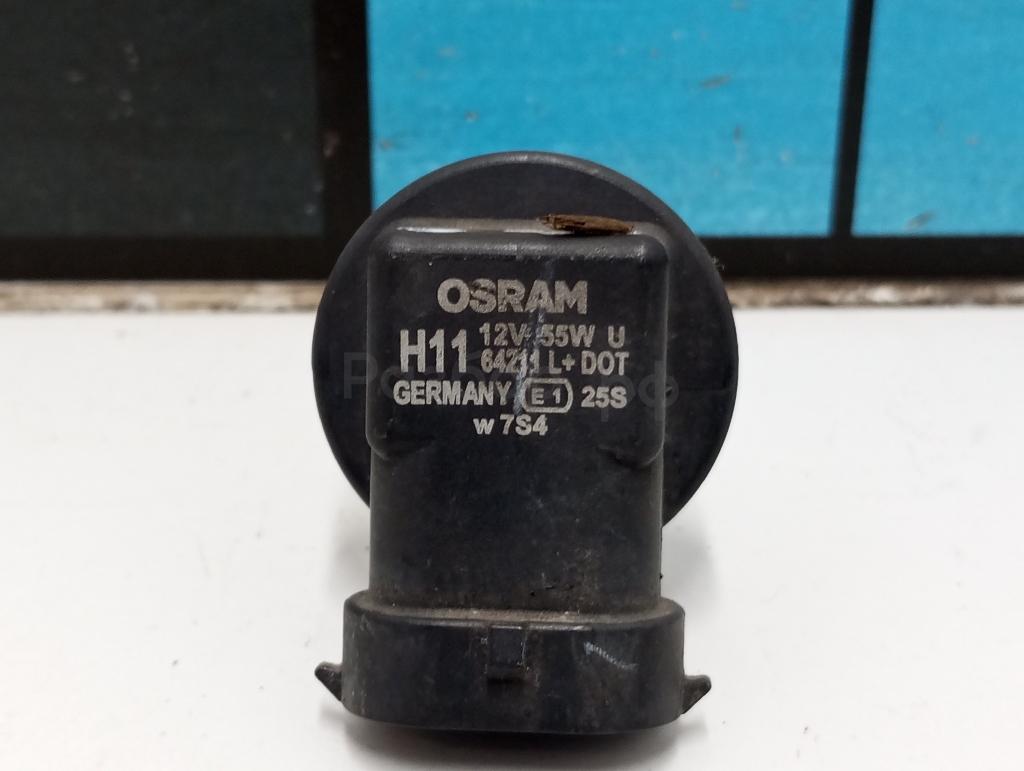 OSRAM
H11 12V 55W U
64211 L+ DOT
GERMANY E1 25S
w 7S4